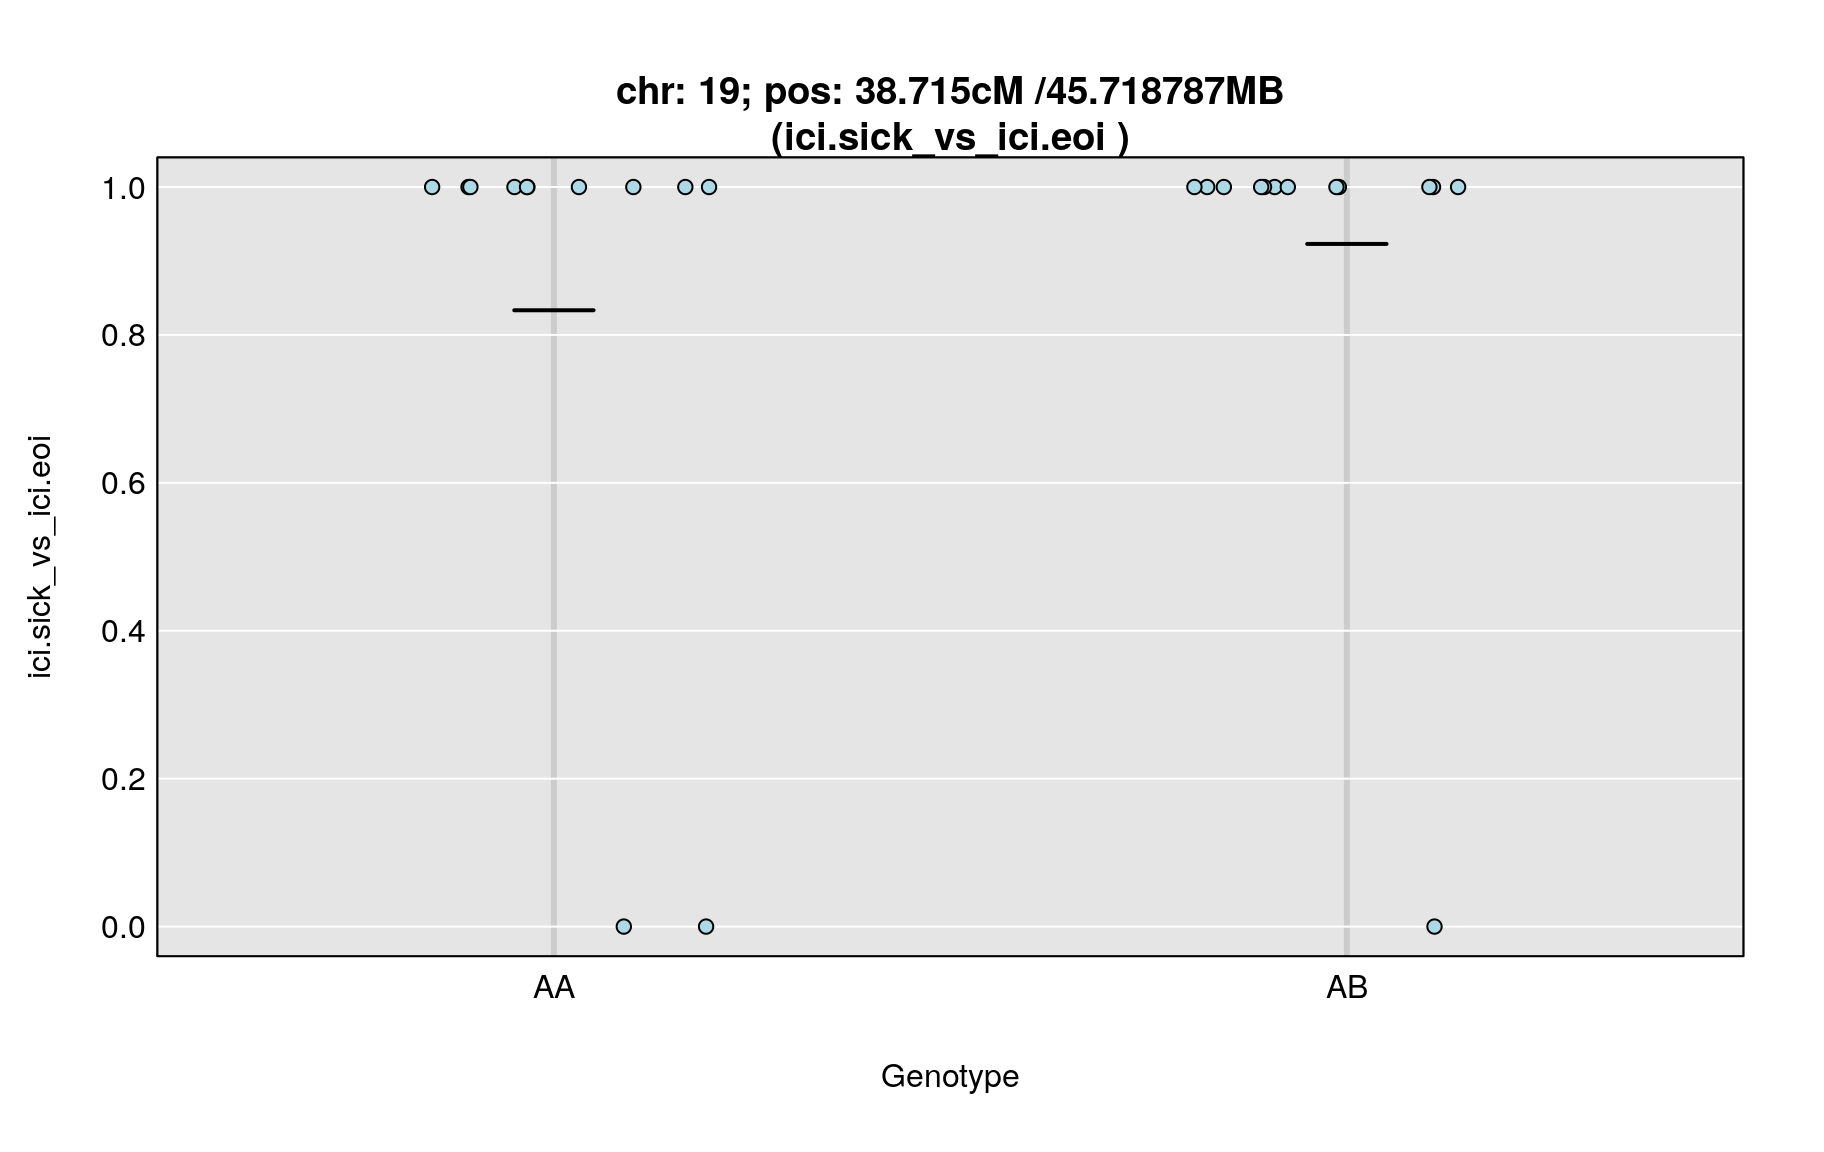 chr: 19; pos: 38.715cM /45.718787MB
(ici.sick_vs_ici.eoi )
ici.sick_vs_ici.eoi
1.0
0.8
0.6
0.4
0.2
0.0
AA AB
Genotype